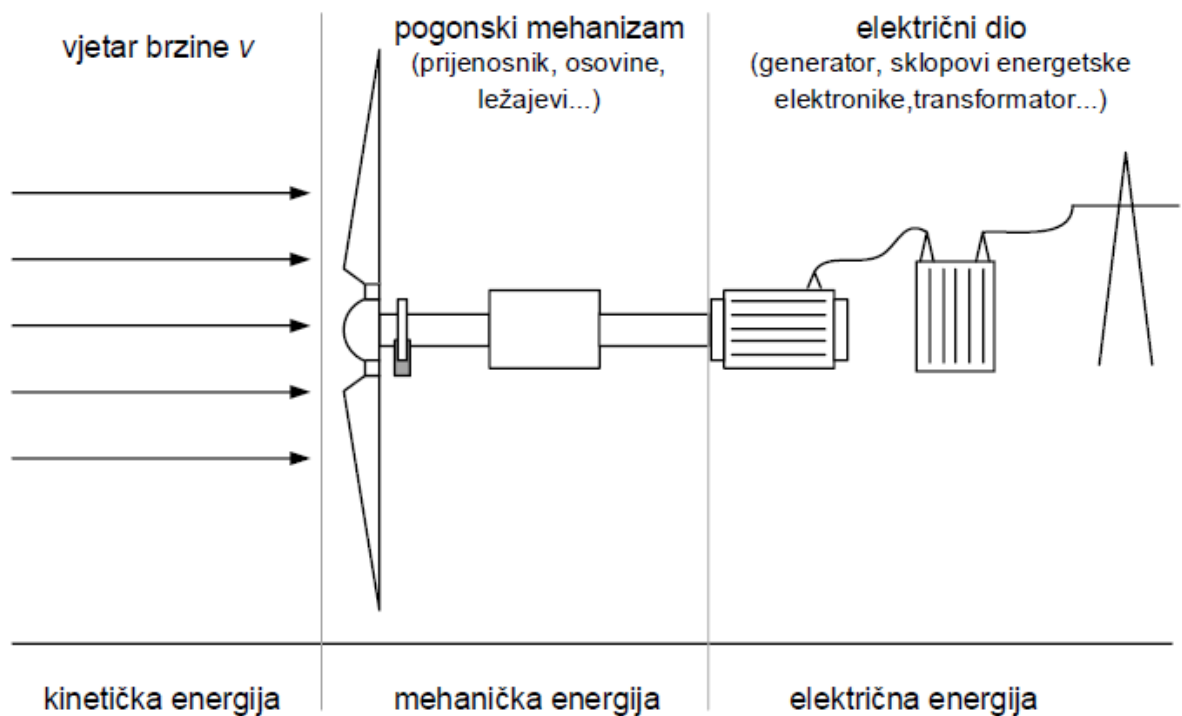 vjetar brzine v
pogonski mehanizam
(prijenosnik, osovine,
ležajevi...)
električni dio
(generator, sklopovi energetske
elektronike,transformator...)
kinetička energija
mehanička energija
električna energija